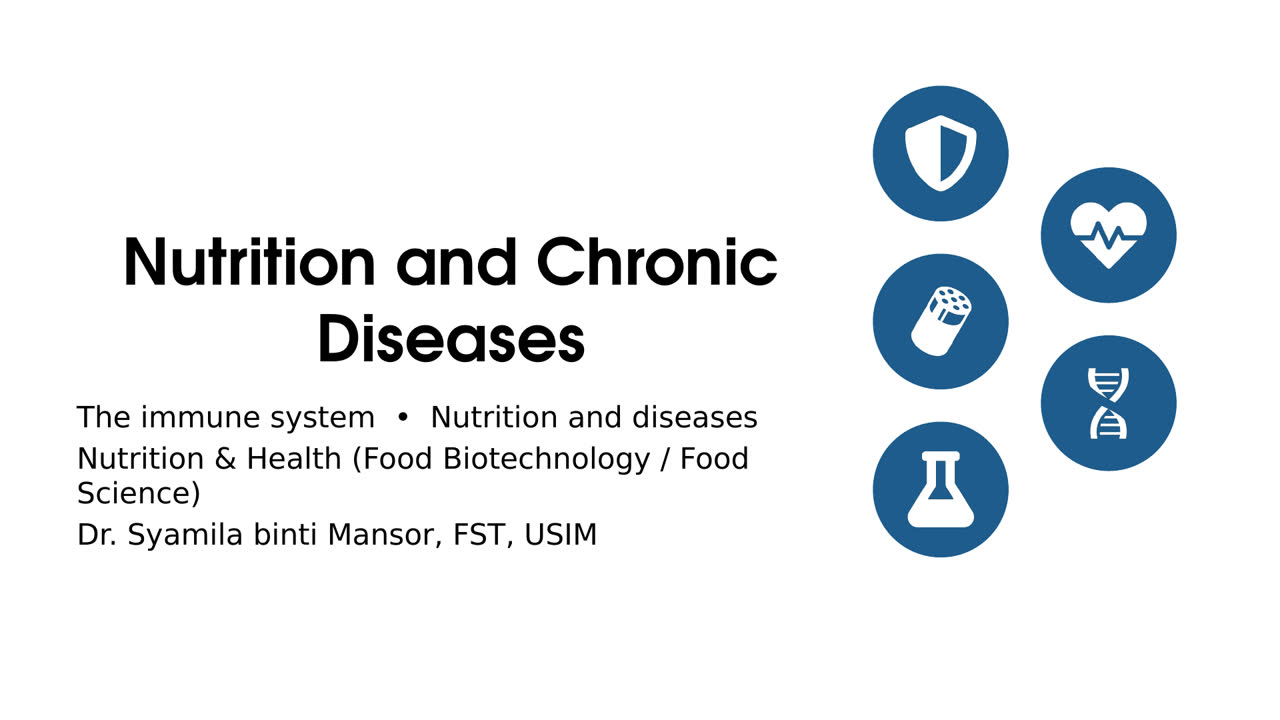 Nutrition and Chronic
Diseases
The immune system • Nutrition and diseases
Nutrition & Health (Food Biotechnology / Food
Science)
Dr. Syamila binti Mansor, FST, USIM